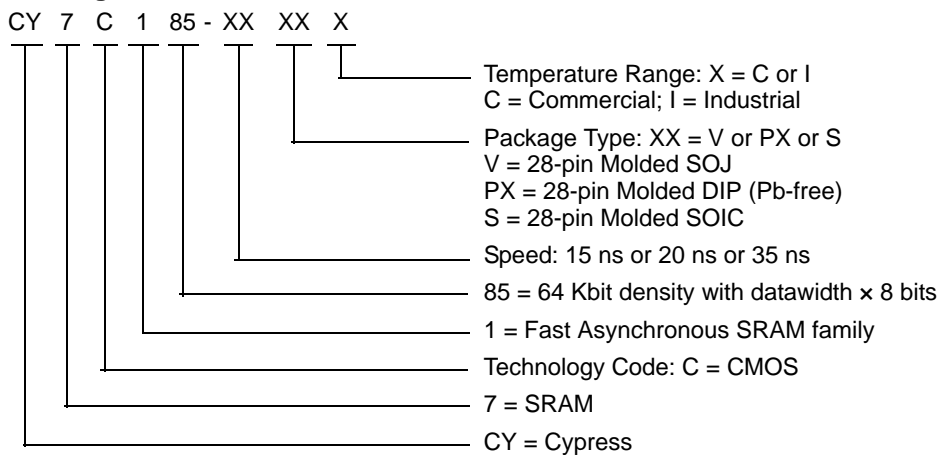 CY 7 C 1 85 - XX XX X
Temperature Range: X = C or I
C = Commercial; I = Industrial
Package Type: XX = V or PX or S
V = 28-pin Molded SOJ
PX = 28-pin Molded DIP (Pb-free)
S = 28-pin Molded SOIC
Speed: 15 ns or 20 ns or 35 ns
85 = 64 Kbit density with datawidth × 8 bits
1 = Fast Asynchronous SRAM family
Technology Code: C = CMOS
7 = SRAM
CY = Cypress